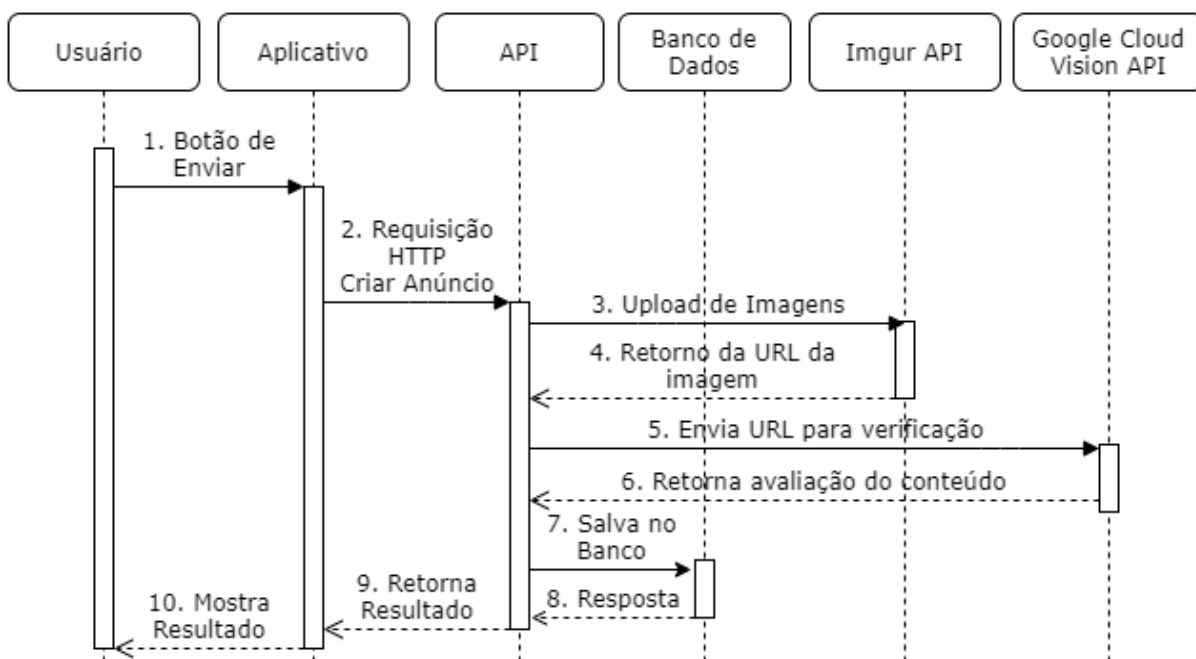 Usuário
Aplicativo
API
Banco de
Dados
Imgur API
Google Cloud
Vision API
1. Botão de
Enviar
2. Requisição
HTTP
Criar Anúncio
3. Upload de Imagens
4. Retorno da URL da
imagem
5. Envia URL para verificação
6. Retorna avaliação do conteúdo
7. Salva no
Banco
8. Resposta
9. Retorna
Resultado
10. Mostra
Resultado